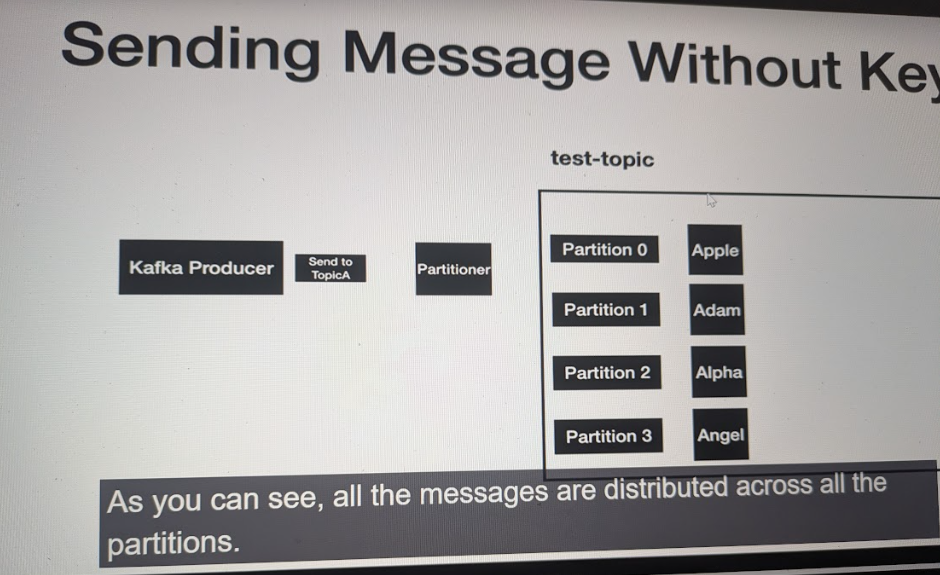 Sending Message Without Key
test-topic
Kafka Producer
Send to
TopicA
Partitioner
Partition 0
Apple
Partition 1
Adam
Partition 2
Alpha
Partition 3
Angel
As you can see, all the messages are distributed across all the
partitions.